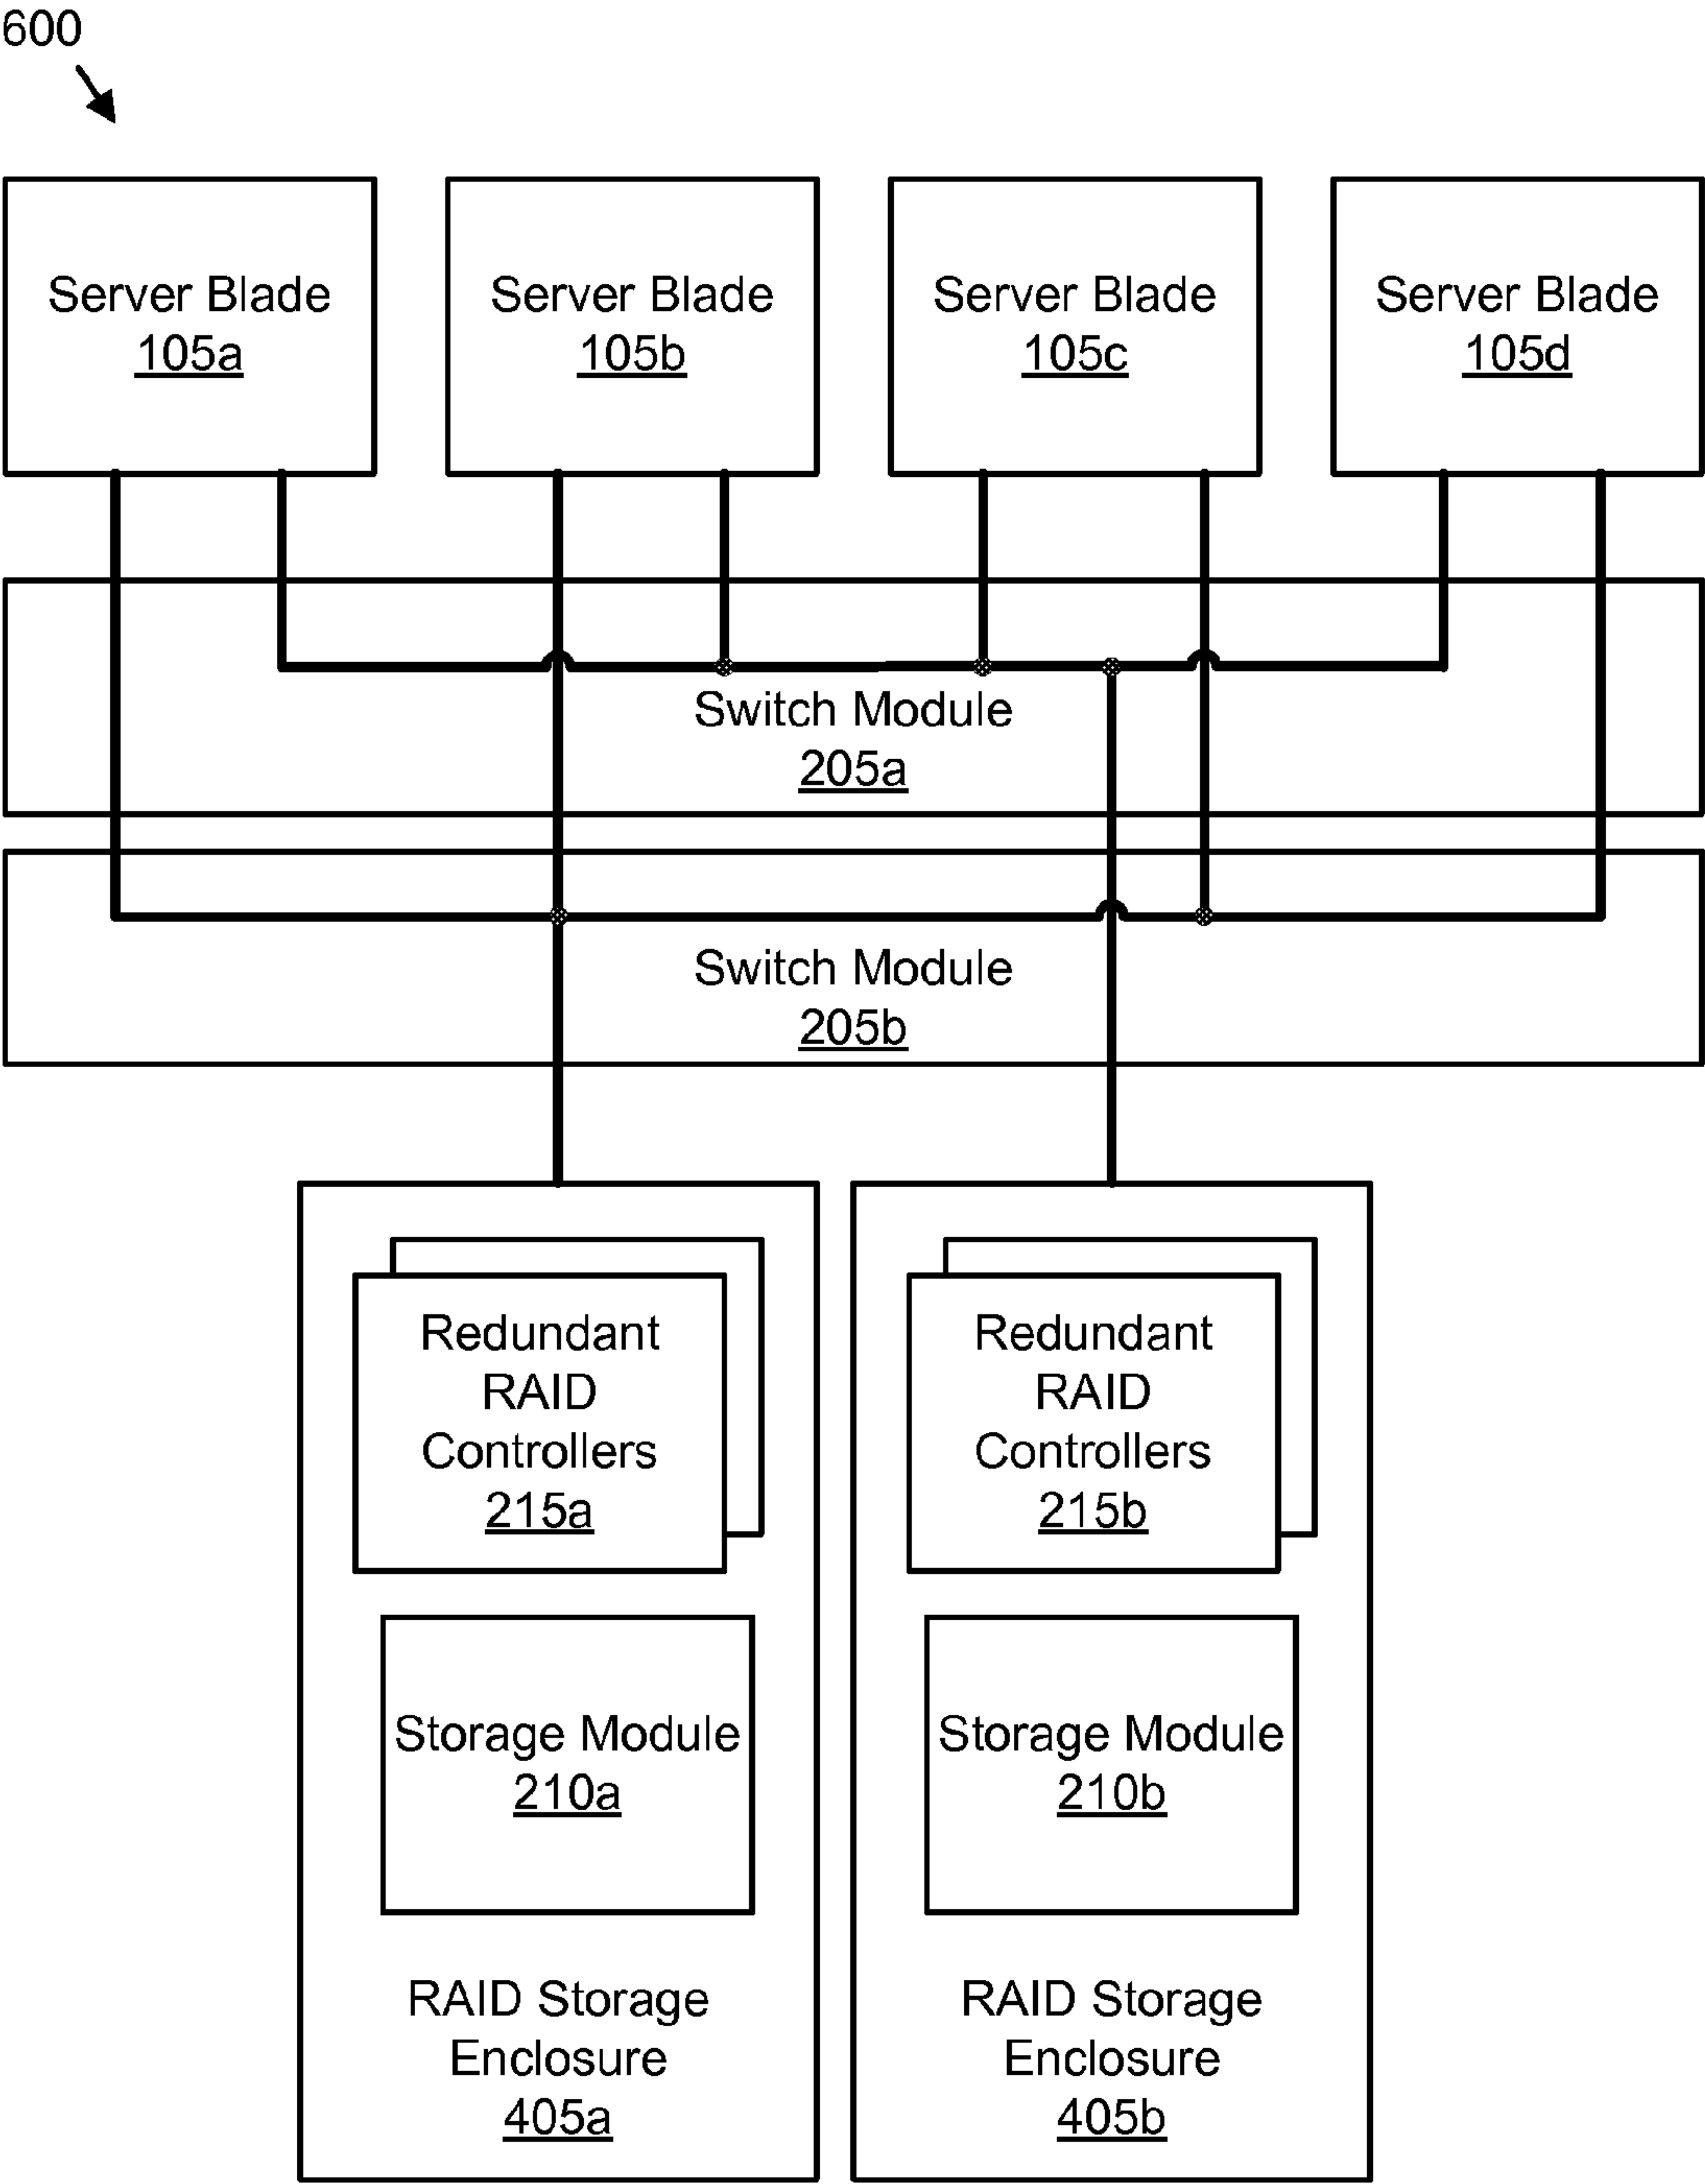 600
Server Blade
105a
Server Blade
105b
Server Blade
105c
Server Blade
105d
Switch Module
205a
Switch Module
205b
Redundant
RAID
Controllers
215a
Redundant
RAID
Controllers
215b
Storage Module
210a
Storage Module
210b
RAID Storage
Enclosure
405a
RAID Storage
Enclosure
405b